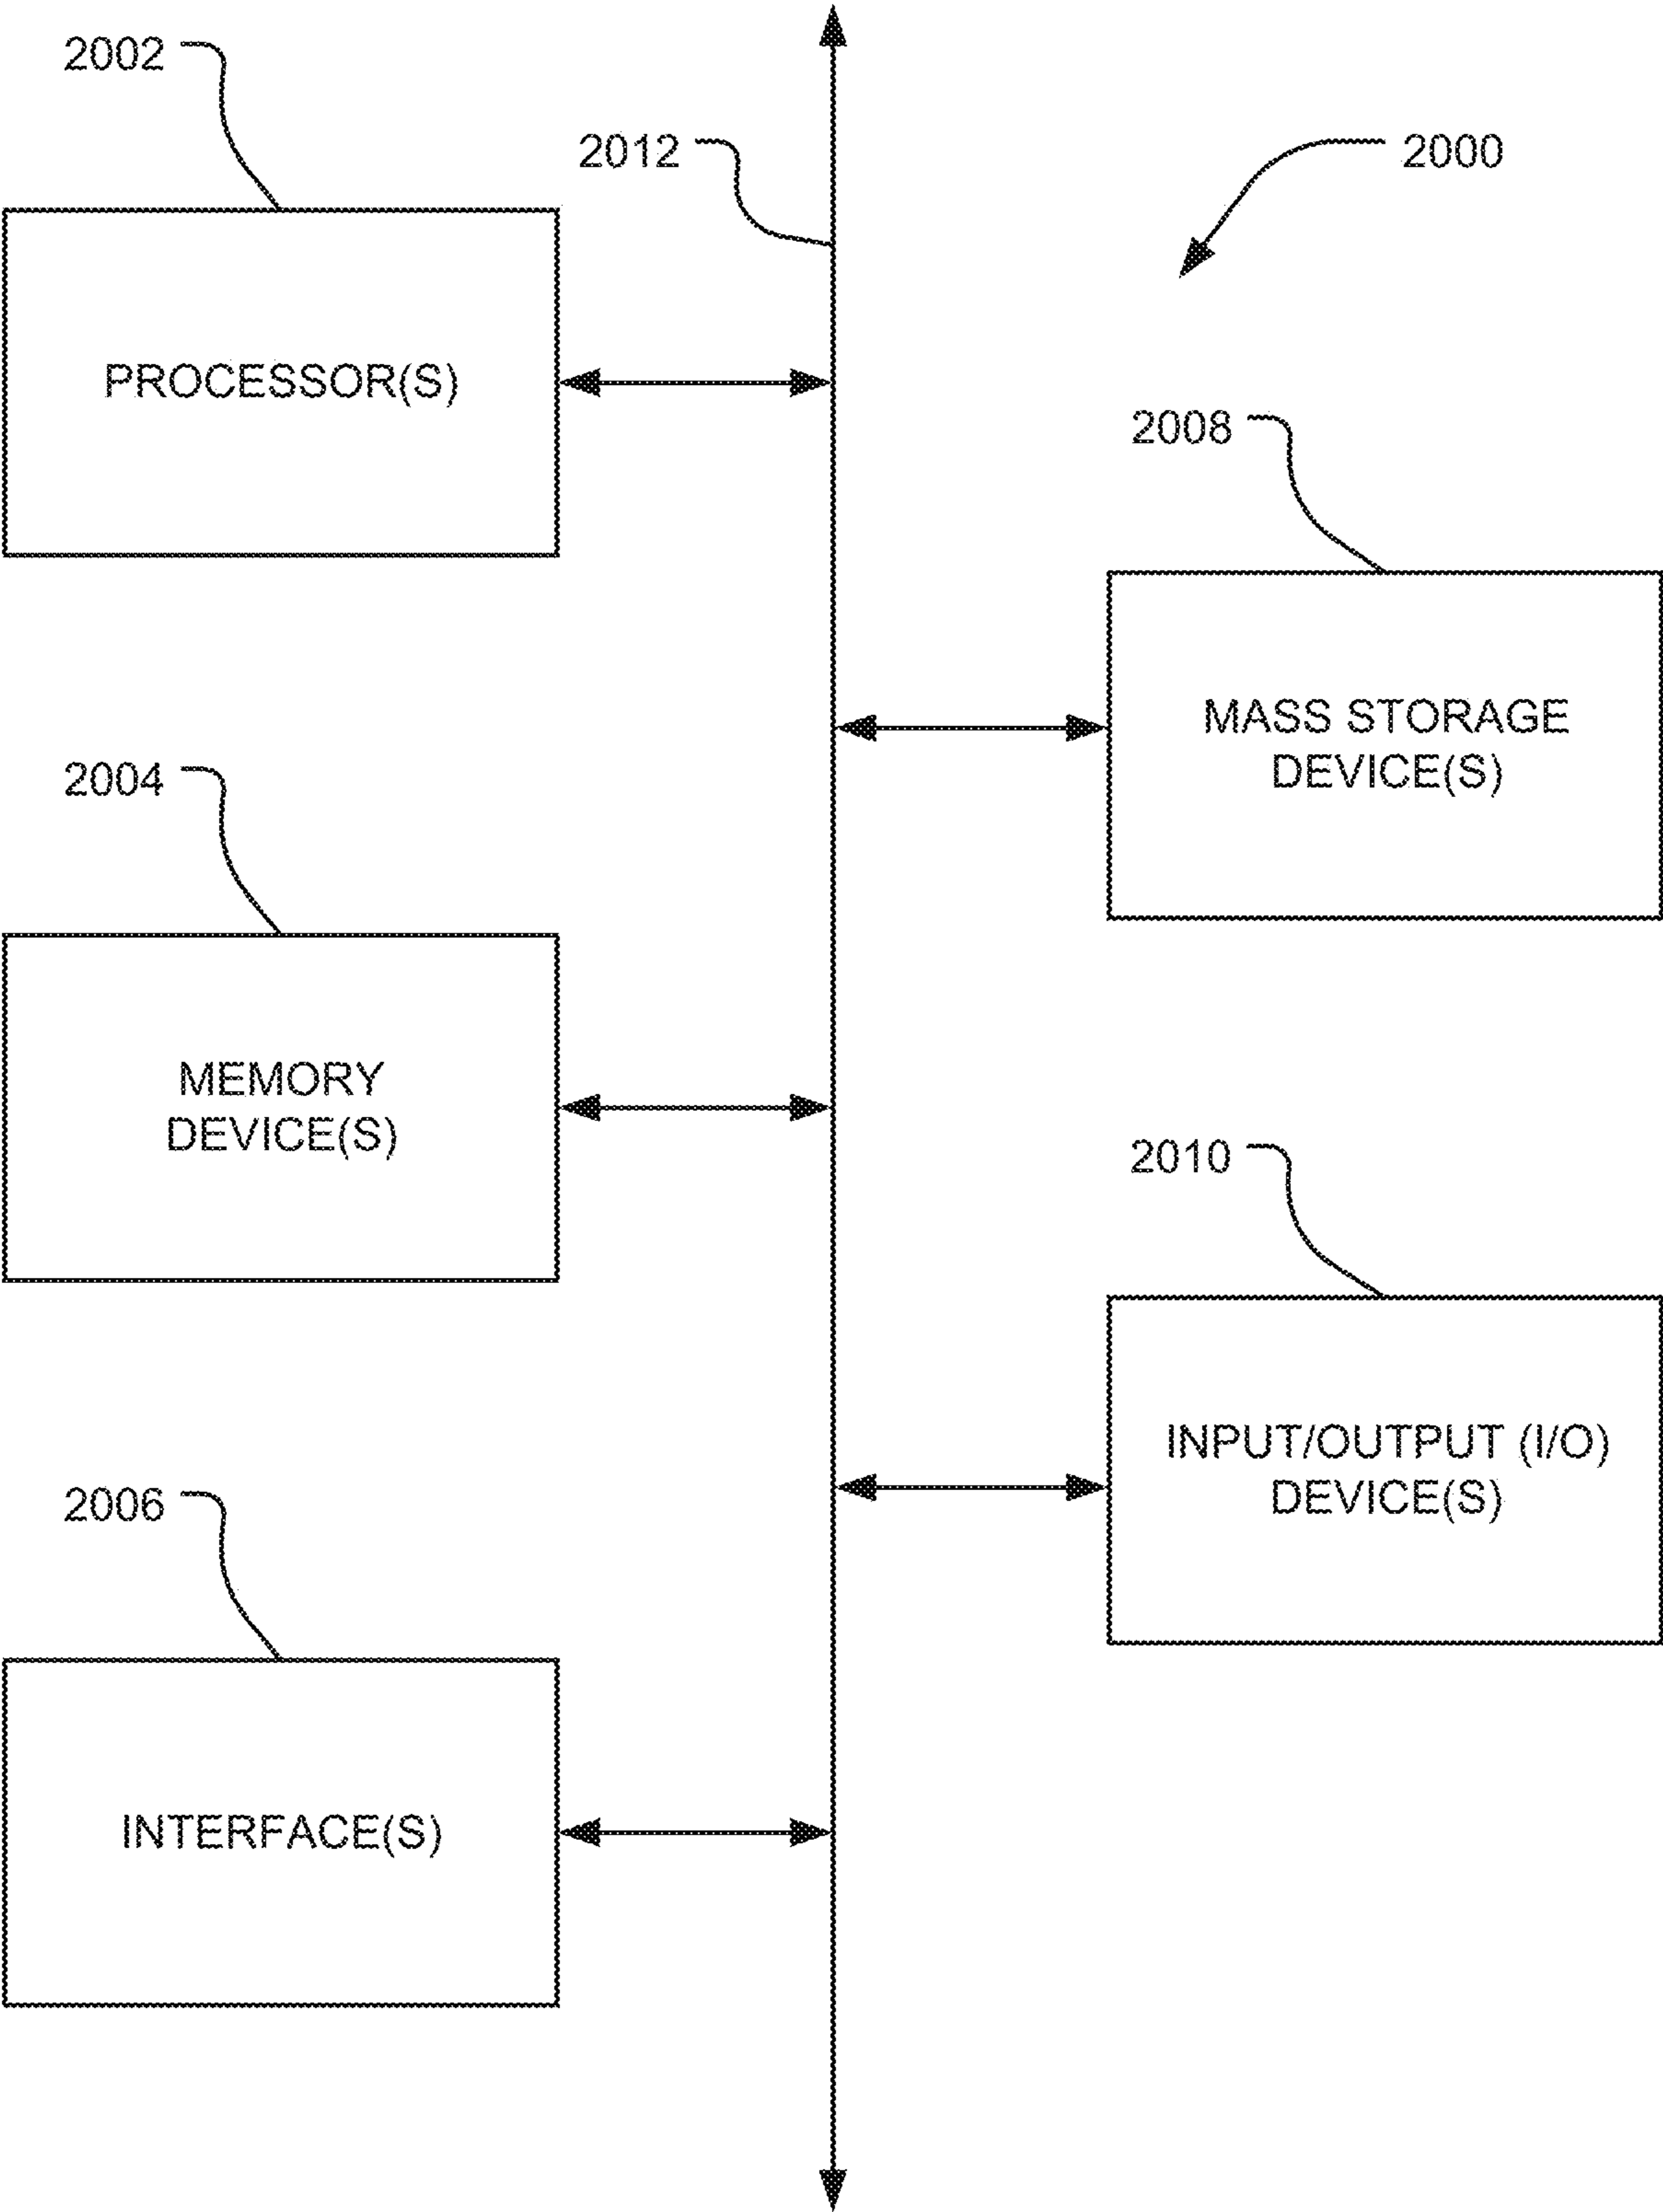 2002
2012
2000
PROCESSOR(S)
2008
MASS STORAGE
DEVICE(S)
2004
MEMORY
DEVICE(S)
2010
INPUT/OUTPUT (I/O)
DEVICE(S)
2006
INTERFACE(S)